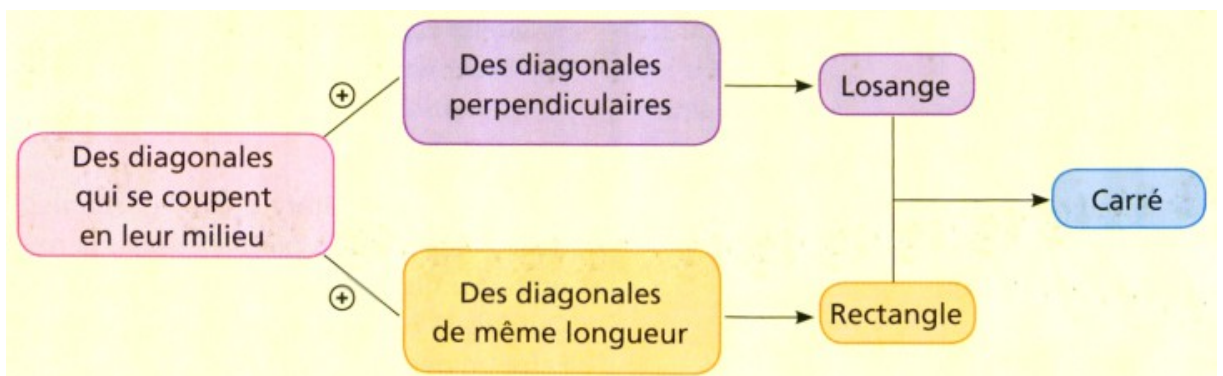 Des diagonales
qui se coupent
en leur milieu
+
Des diagonales
perpendiculaires
Losange
+
Des diagonales
de même longueur
Rectangle
Carré